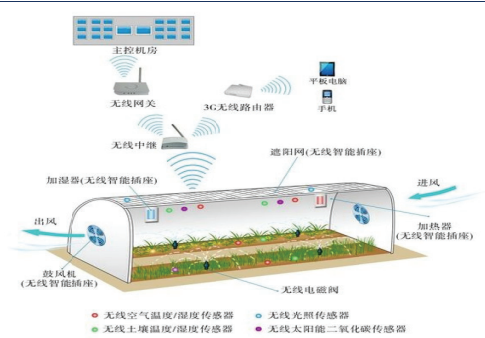 主控机房
无线网关
3G无线路由器
平板电脑
手机
无线中继
遮阳网(无线智能插座)
加湿器(无线智能插座)
进风
出风
加热器
(无线智能插座)
鼓风机
(无线智能插座)
无线电磁阀
无线空气温度/湿度传感器
无线光照传感器
无线土壤温度/湿度传感器
无线太阳能二氧化碳传感器